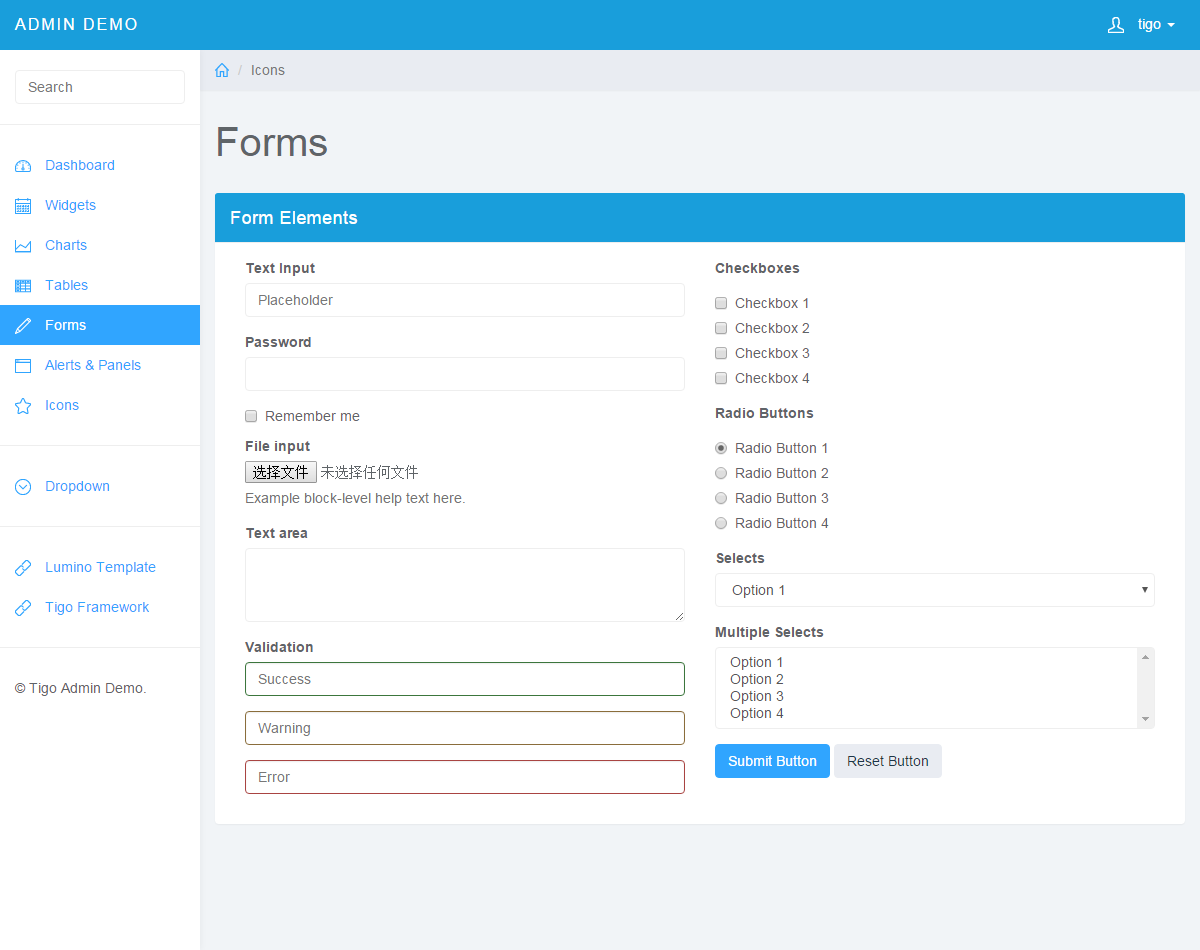 ADMIN DEMO
tigo
Search
Dashboard
Widgets
Charts
Tables
Forms
Alerts & Panels
Icons
Dropdown
Lumino Template
Tigo Framework
© Tigo Admin Demo.
/ Icons
Forms
Form Elements
Text Input
Placeholder
Password
Remember me
File input
选择文件 未选择任何文件
Example block-level help text here.
Text area
Validation
Success
Warning
Error
Checkboxes
Checkbox 1
Checkbox 2
Checkbox 3
Checkbox 4
Radio Buttons
Radio Button 1
Radio Button 2
Radio Button 3
Radio Button 4
Selects
Option 1
Multiple Selects
Option 1
Option 2
Option 3
Option 4
Submit Button Reset Button